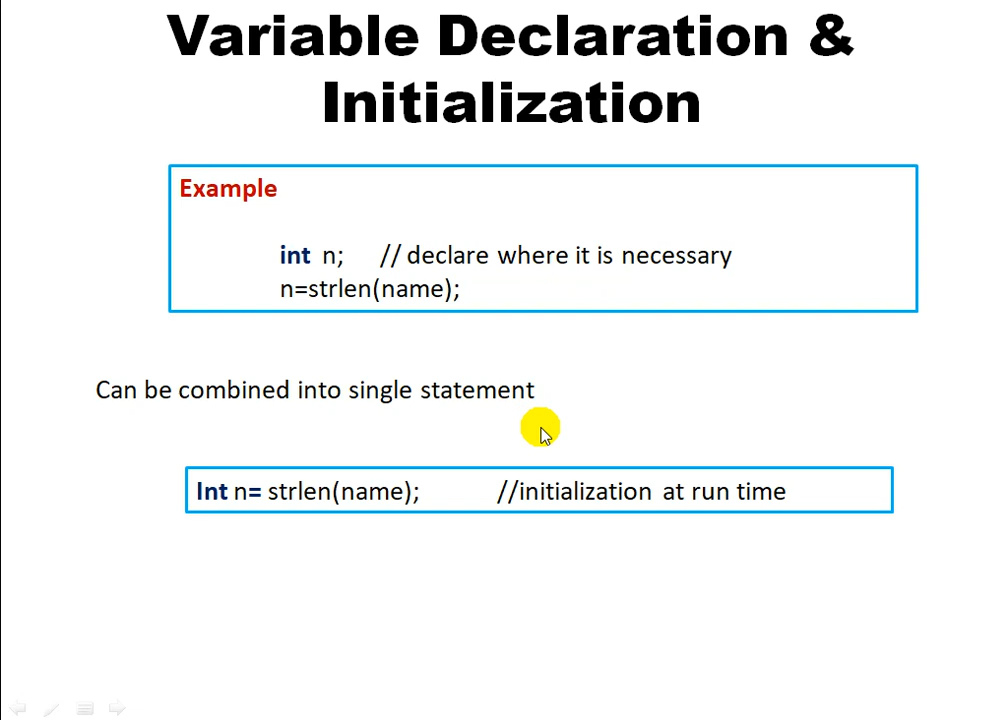 Variable Declaration &
Initialization
Example
int n; // declare where it is necessary
n=strlen(name);
Can be combined into single statement
Int n= strlen(name); //initialization at run time